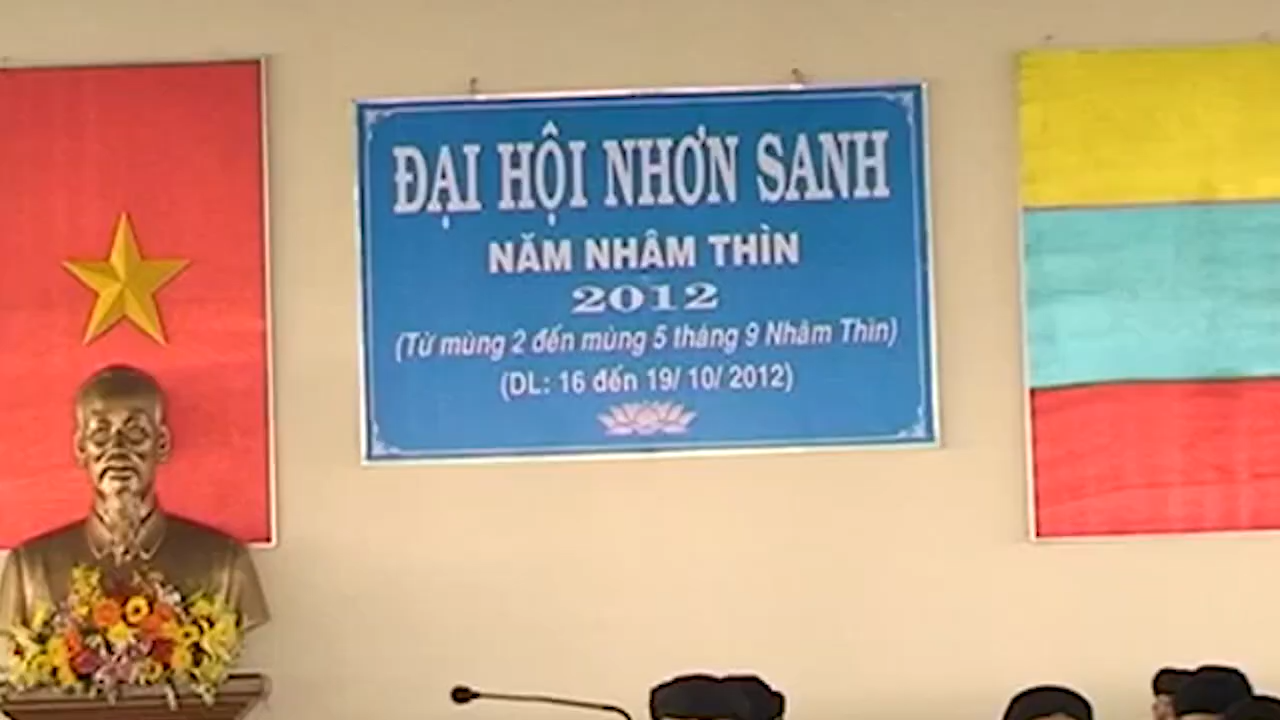 ĐẠI HỘI NHƠN SANH
NĂM NHÂM THÌN
2012
(Từ mùng 2 đến mùng 5 tháng 9 Nhâm Thìn)
(DL: 16 đến 19/ 10/ 2012)